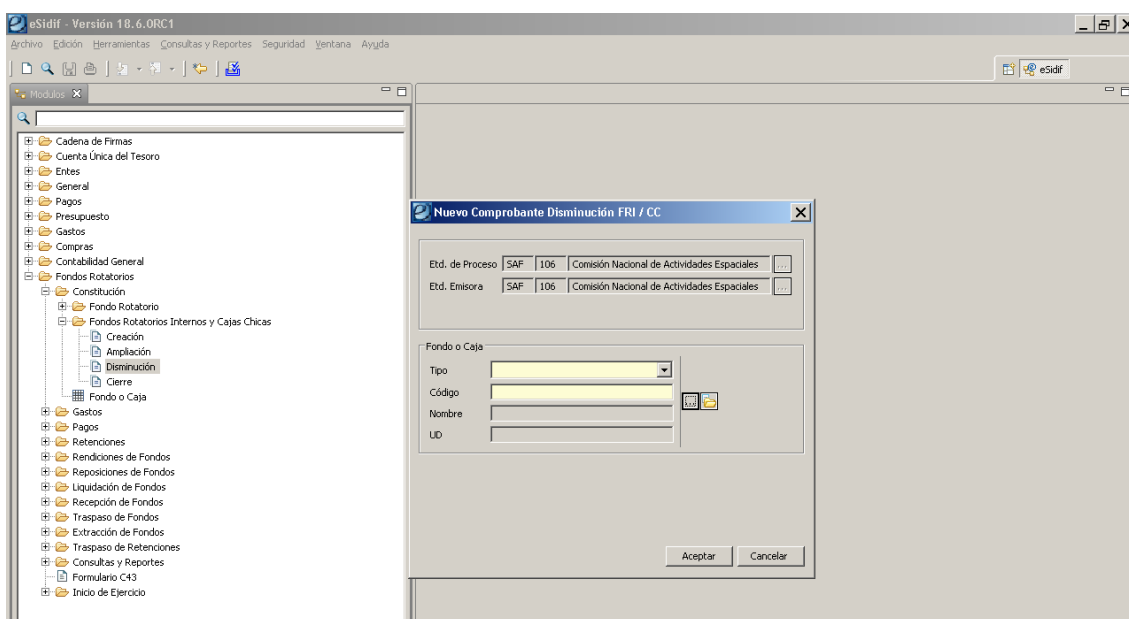 eSidif - Versión 18.6.0RC1
Archivo Edición Herramientas Consultas y Reportes Seguridad Ventana Ayuda
eSidif
Modulos
Cadena de Firmas
Cuenta Única del Tesoro
Entes
General
Pagos
Presupuesto
Gastos
Compras
Contabilidad General
Fondos Rotatorios
Constitución
Fondo Rotatorio
Fondos Rotatorios Internos y Cajas Chicas
Creación
Ampliación
Disminución
Cierre
Fondo o Caja
Gastos
Pagos
Retenciones
Rendiciones de Fondos
Reposiciones de Fondos
Liquidación de Fondos
Recepción de Fondos
Traspaso de Fondos
Extracción de Fondos
Traspaso de Retenciones
Consultas y Reportes
Formulario C43
Inicio de Ejercicio
Nuevo Comprobante Disminución FRI / CC
Etd. de Proceso SAF 106 Comisión Nacional de Actividades Espaciales ...
Etd. Emisora SAF 106 Comisión Nacional de Actividades Espaciales ...
Fondo o Caja
Tipo
Código
...
Nombre
UD
Aceptar Cancelar